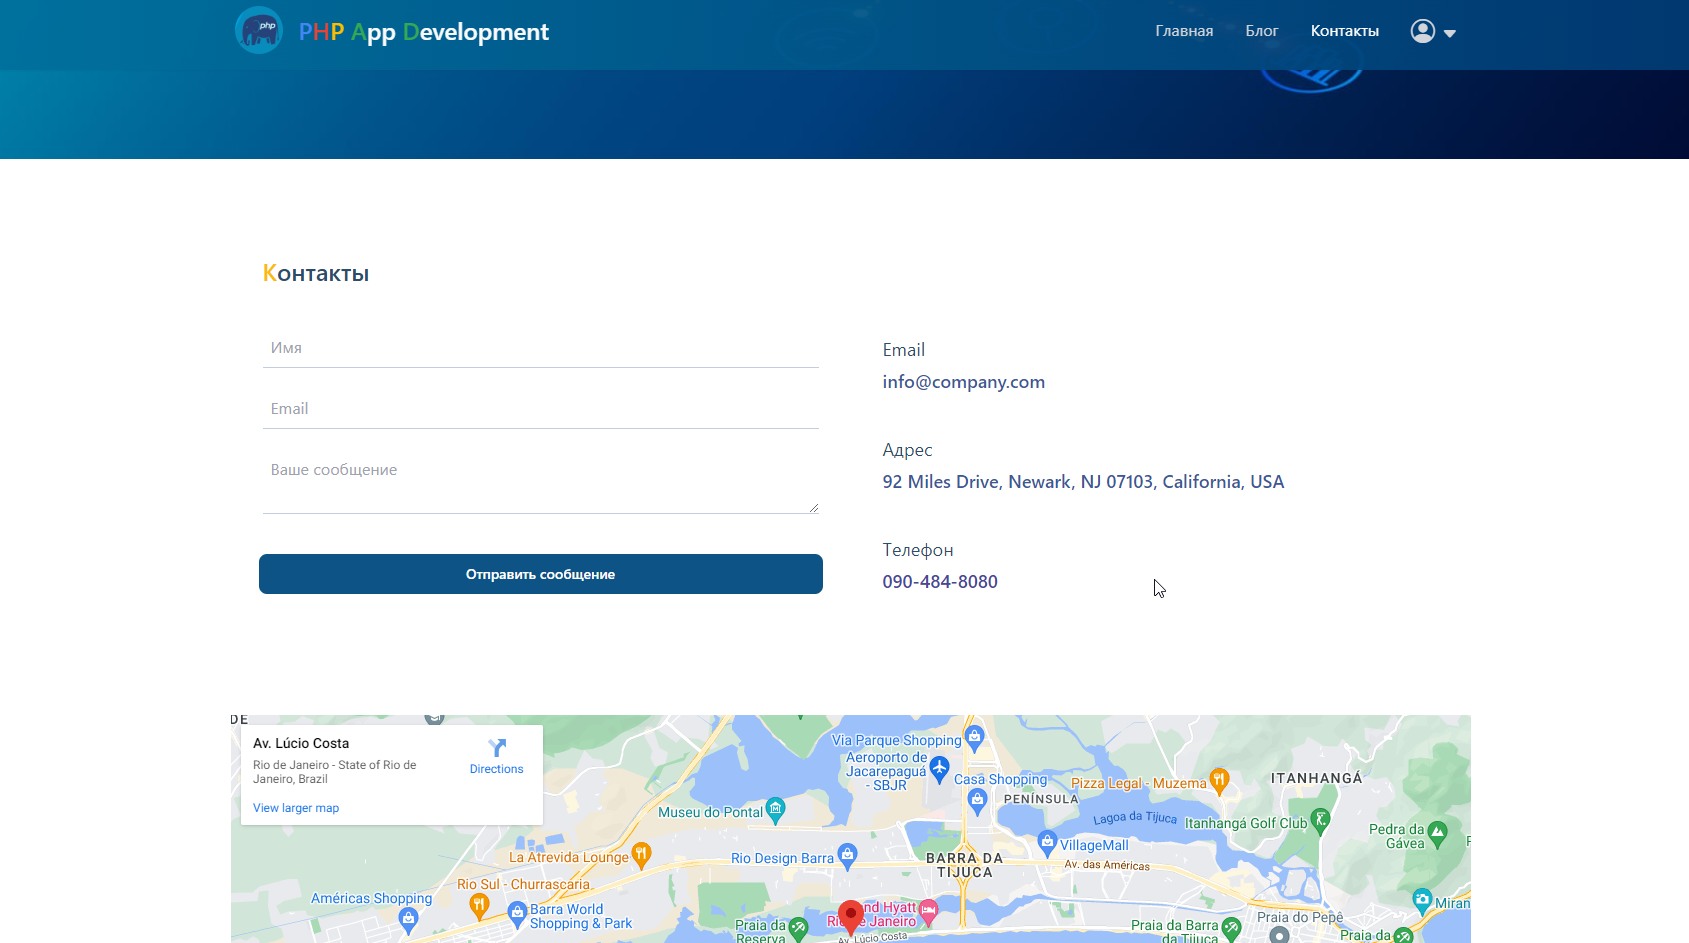 php
PHP App Development
Главная
Блог
Контакты
Контакты
Имя
Email
Ваше сообщение
Отправить сообщение
Email
info@company.com
Адрес
92 Miles Drive, Newark, NJ 07103, California, USA
Телефон
090-484-8080
DE
Av. Lúcio Costa
Rio de Janeiro - State of Rio de
Janeiro, Brazil
Directions
View larger map
Via Parque Shopping
Aeroporto de
Jacarepaguá
- SBJR
Casa Shopping
PENÍNSULA
Pizza Legal - Muzema
ITANHANGÁ
Museu do Pontal
Lagoa da Tijuca
Itanhangá Golf Club
Pedra da
Gávea
La Atrevida Lounge
Rio Design Barra
BARRA DA
TIJUCA
VillageMall
Av. das Américas
Rio Sul - Churrascaria
Américas Shopping
Barra World
Shopping & Park
nd Hyatt
Rio de Janeiro
Av. Lúcio Costa
Praia da
Reserva
Praia da Barra
da Tijuca
Praia do Pepê
Praia da
Miran